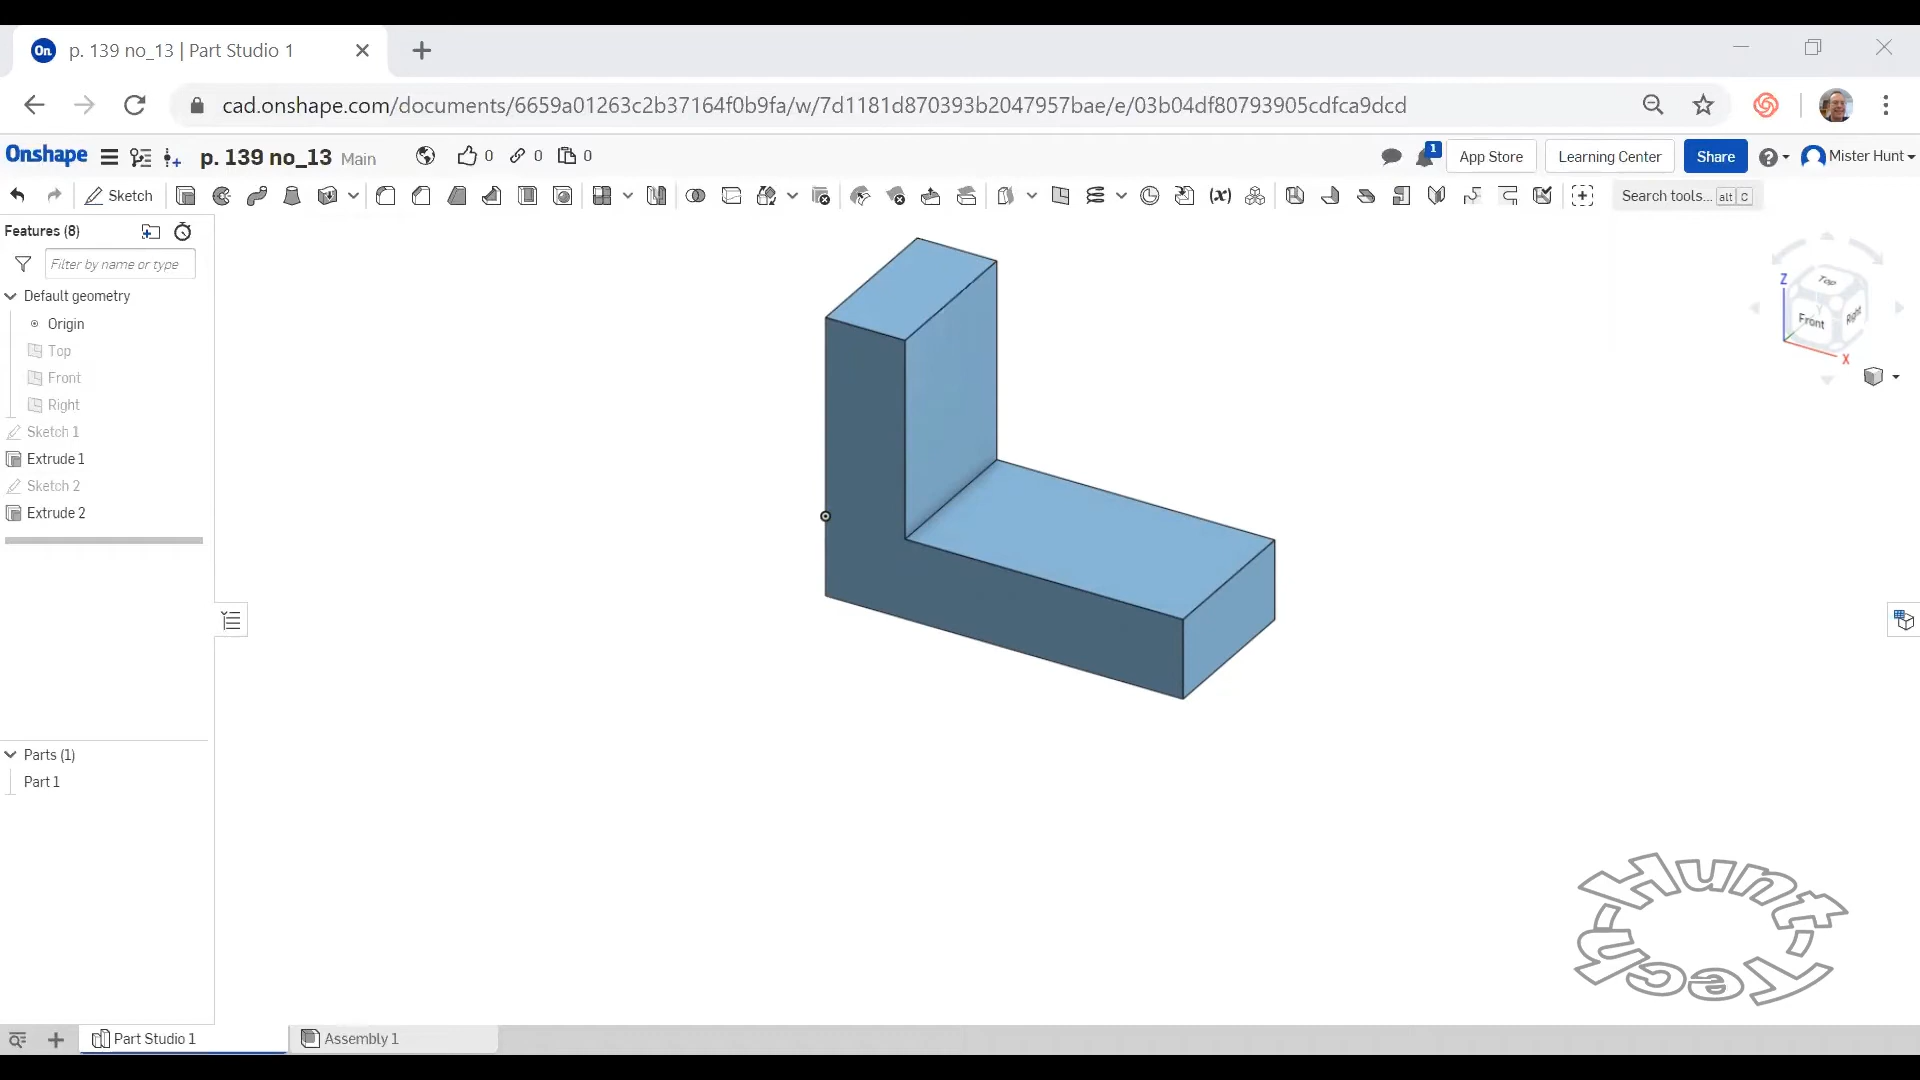 On p. 139 no_13 | Part Studio 1
cad.onshape.com/documents/6659a01263c2b37164f0b9fa/w/7d1181d870393b2047957bae/e/03b04df80793905cdfca9dcd
Onshape p. 139 no_13 Main 0 0 0 1 App Store Learning Center Share Mister Hunt
Sketch (x) Search tools... alt C
Features (8)
Filter by name or type
Default geometry
Origin
Top
Front
Right
Sketch 1
Extrude 1
Sketch 2
Extrude 2
Z
Top
Front Right
X
Parts (1)
Part 1
Hunt
Tech
Part Studio 1 Assembly 1